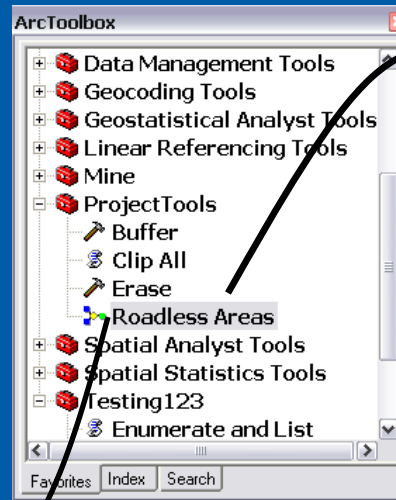 ArcToolbox
Data Management Tools
Geocoding Tools
Geostatistical Analyst Tools
Linear Referencing Tools
Mine
ProjectTools
Buffer
Clip All
Erase
Roadless Areas
Spatial Analyst Tools
Spatial Statistics Tools
Testing123
Enumerate and List
Favorites Index Search